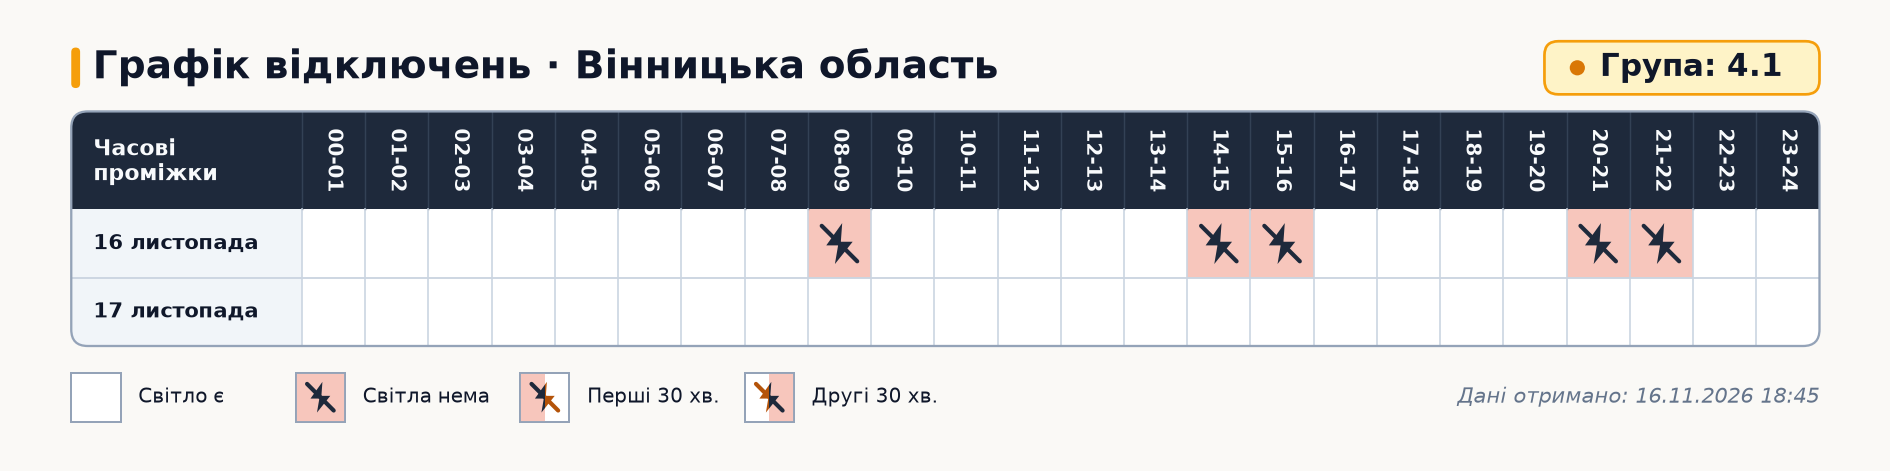 Графік відключень · Вінницька область
Група: 4.1
Часові
проміжки
00-01 01-02 02-03 03-04 04-05 05-06 06-07 07-08 08-09 09-10 10-11 11-12 12-13 13-14 14-15 15-16 16-17 17-18 18-19 19-20 20-21 21-22 22-23 23-24
16 листопада
17 листопада
Світло є
Світла нема
Перші 30 хв.
Другі 30 хв.
Дані отримано: 16.11.2026 18:45